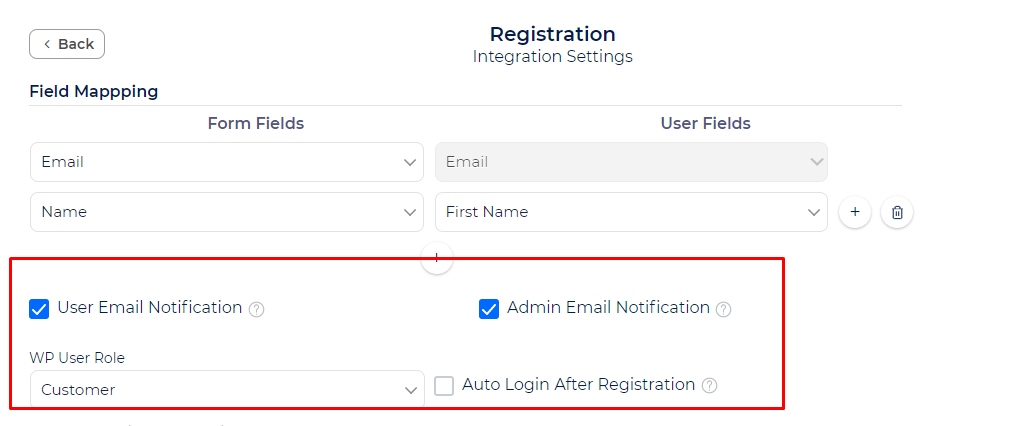 Back
Registration
Integration Settings
Field Mappping
Form Fields User Fields
Email Email
Name First Name
User Email Notification Admin Email Notification
WP User Role
Customer Auto Login After Registration